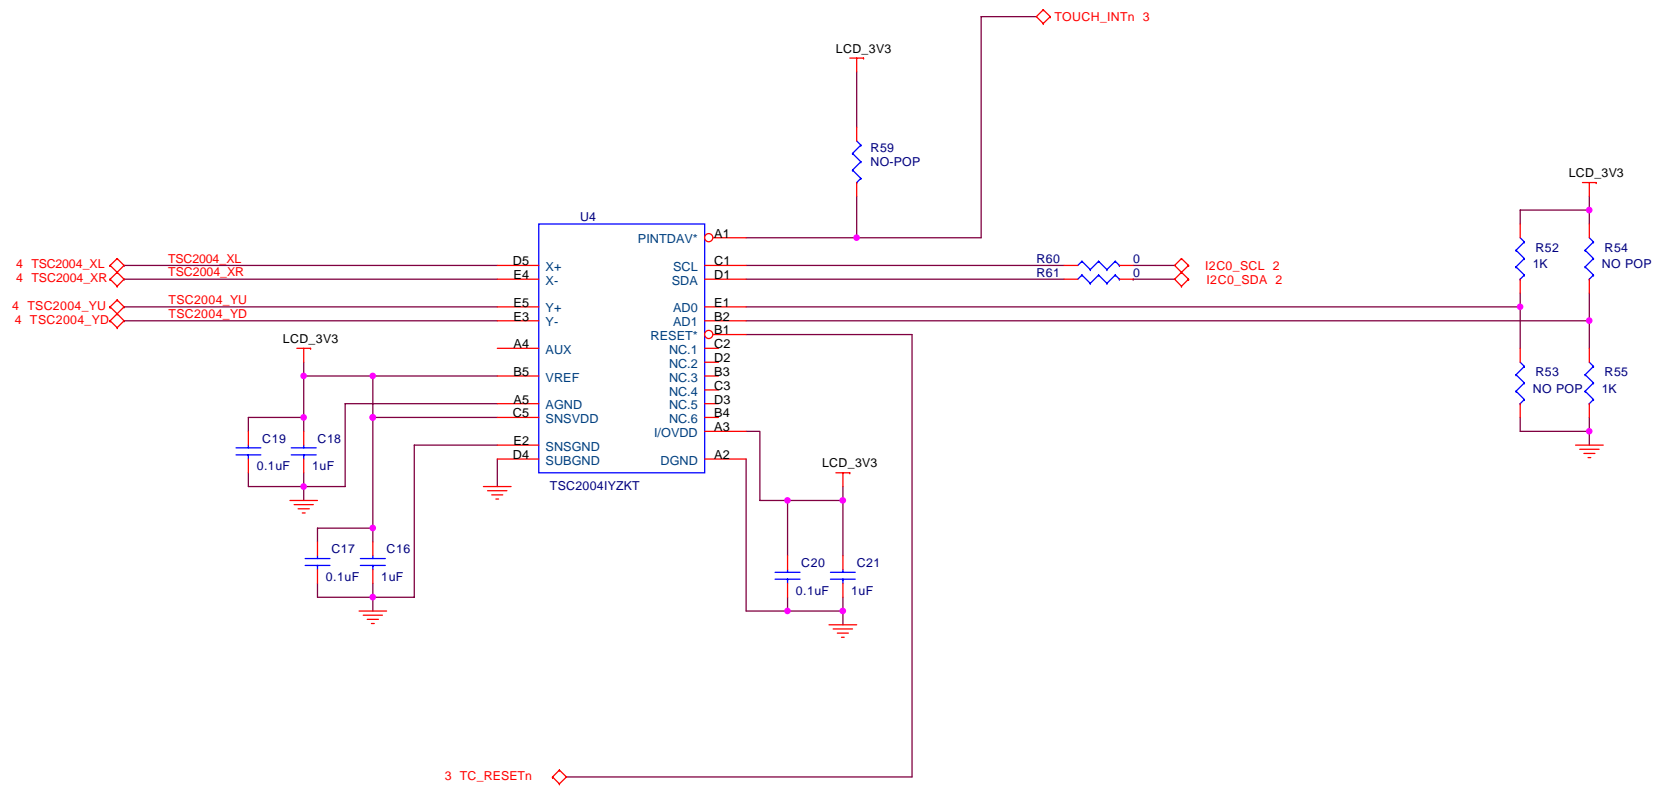 TOUCH_INTn 3
LCD_3V3
R59
NO-POP
LCD_3V3
U4
PINTDAV* A1
4 TSC2004_XL TSC2004_XL D5 X+
SCL C1 R60 0 I2C0_SCL 2
4 TSC2004_XR TSC2004_XR E4 X-
SDA D1 R61 0 I2C0_SDA 2
R52
1K
R54
NO POP
4 TSC2004_YU TSC2004_YU E5 Y+
AD0 E1
4 TSC2004_YD TSC2004_YD E3 Y-
AD1 B2
RESET* B1
LCD_3V3
A4 AUX
NC.1 C2
NC.2 D2
B5 VREF
NC.3 B3
NC.4 C3
R53
NO POP
R55
1K
A5 AGND
NC.5 D3
C5 SNSVDD
NC.6 B4
I/OVDD A3
C19
0.1uF
C18
1uF
E2 SNSGND
D4 SUBGND
DGND A2
LCD_3V3
TSC2004IYZKT
C17
0.1uF
C16
1uF
C20
0.1uF
C21
1uF
3 TC_RESETn